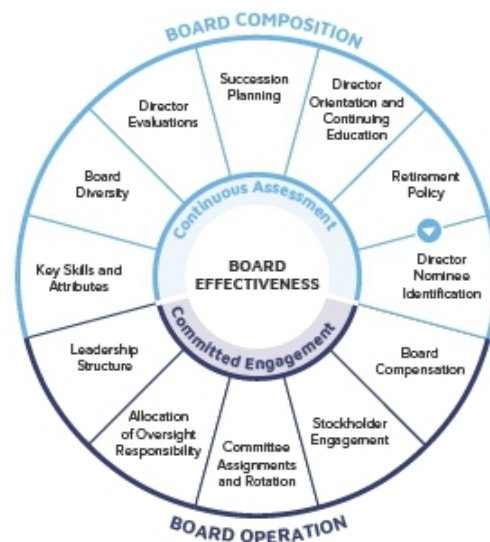 BOARD COMPOSITION
Succession
Planning
Director
Orientation and
Continuing
Education
Director
Evaluations
Board
Diversity
Retirement
Policy
Key Skills and
Attributes
Director
Nominee
Identification
Continuous Assessment
BOARD
EFFECTIVENESS
Committed Engagement
Leadership
Structure
Board
Compensation
Allocation
of Oversight
Responsibility
Committee
Assignments
and Rotation
Stockholder
Engagement
BOARD OPERATION